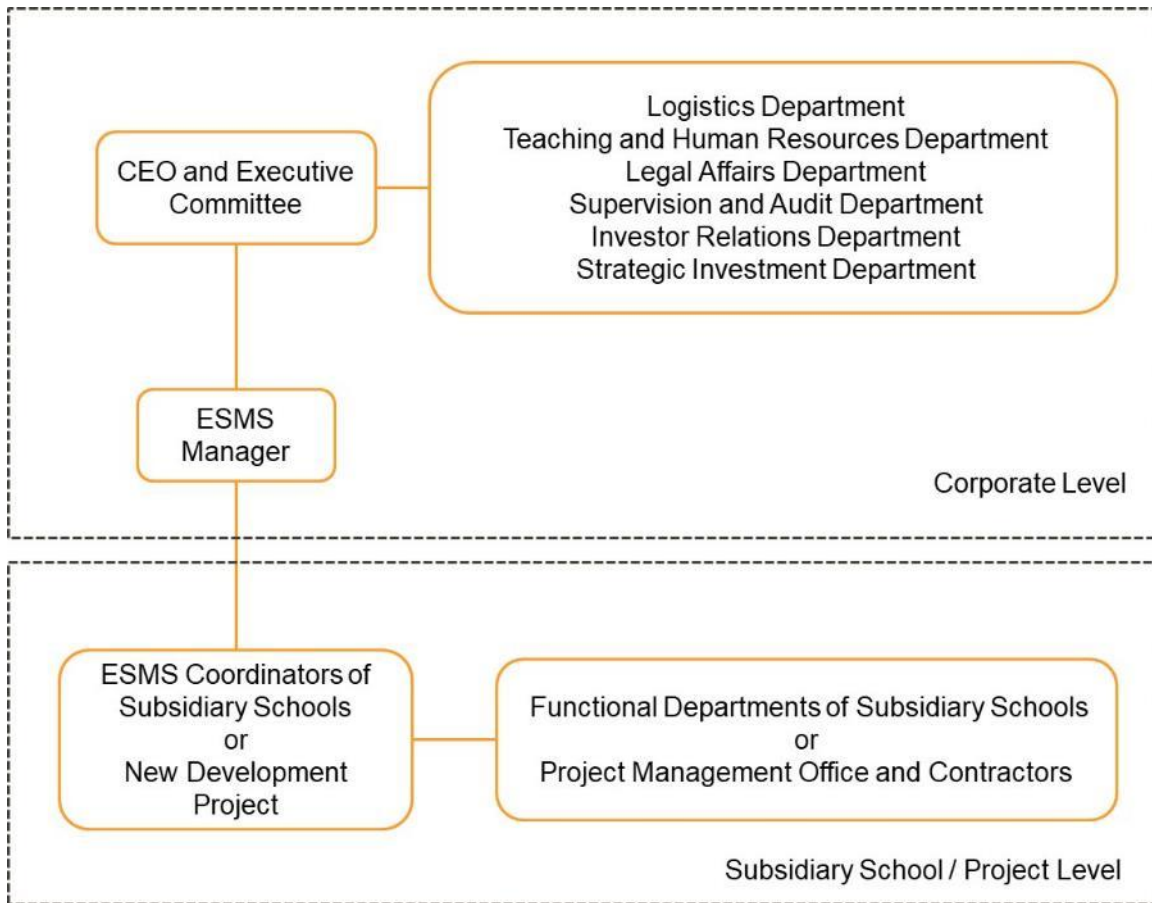 Logistics Department
Teaching and Human Resources Department
Legal Affairs Department
Supervision and Audit Department
Investor Relations Department
Strategic Investment Department
CEO and Executive
Committee
ESMS
Manager
Corporate Level
ESMS Coordinators of
Subsidiary Schools
or
New Development
Project
Functional Departments of Subsidiary Schools
or
Project Management Office and Contractors
Subsidiary School / Project Level